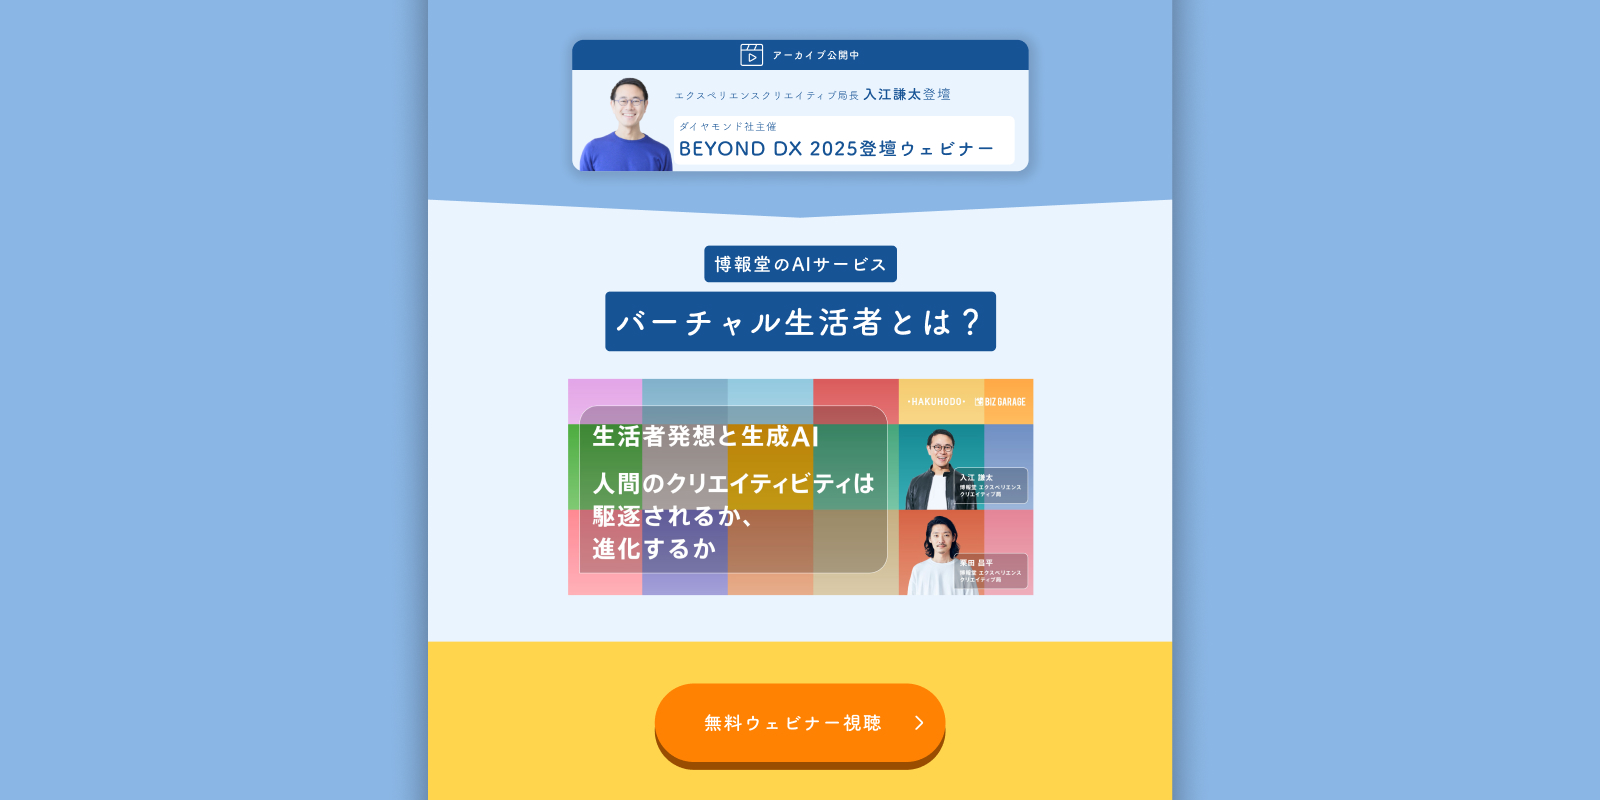 アーカイブ公開中
エクスペリエンスクリエイティブ局長 入江謙太登壇
ダイヤモンド社主催
BEYOND DX 2025登壇ウェビナー
博報堂のAIサービス
バーチャル生活者とは？
・HAKUHODO・ BIZ GARAGE
生活者発想と生成AI
人間のクリエイティビティは
駆逐されるか、
進化するか
入江 謙太
博報堂 エクスペリエンス
クリエイティブ局
栗田 昌平
博報堂 エクスペリエンス
クリエイティブ局
無料ウェビナー視聴